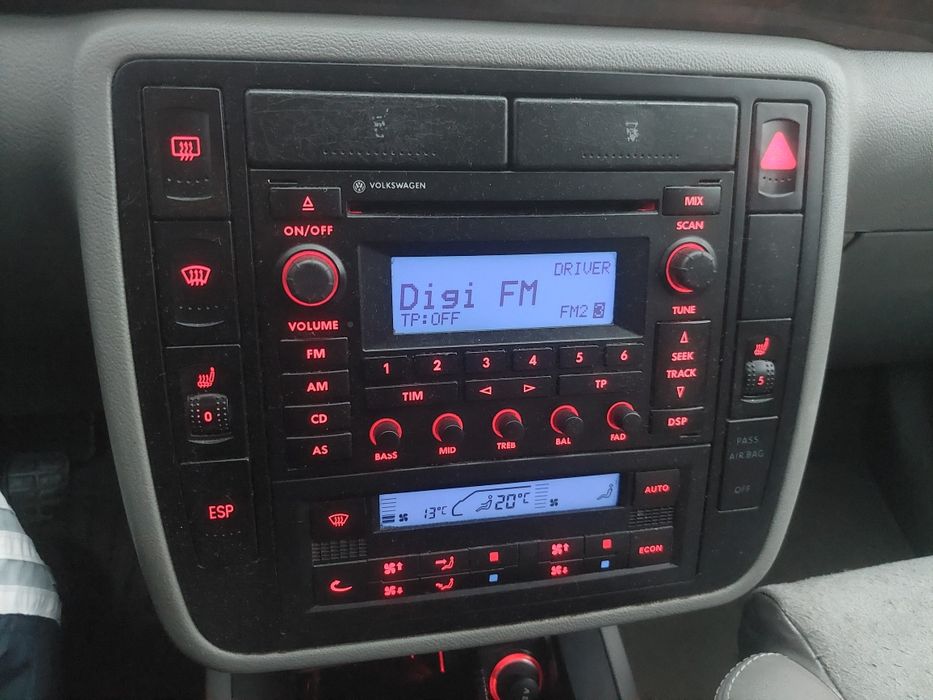 VOLKSWAGEN
MIX
ON/OFF
SCAN
DRIVER
Digi FM
TP:OFF
FM2 3
VOLUME
TUNE
FM
1 2 3 4 5 6
SEEK
TRACK
AM
TIM
TP
CD
DSP
AS
BASS
MID
TREB
BAL
FAD
0
5
ESP
PASS
AIRBAG
OFF
13°C
20°C
AUTO
ECON